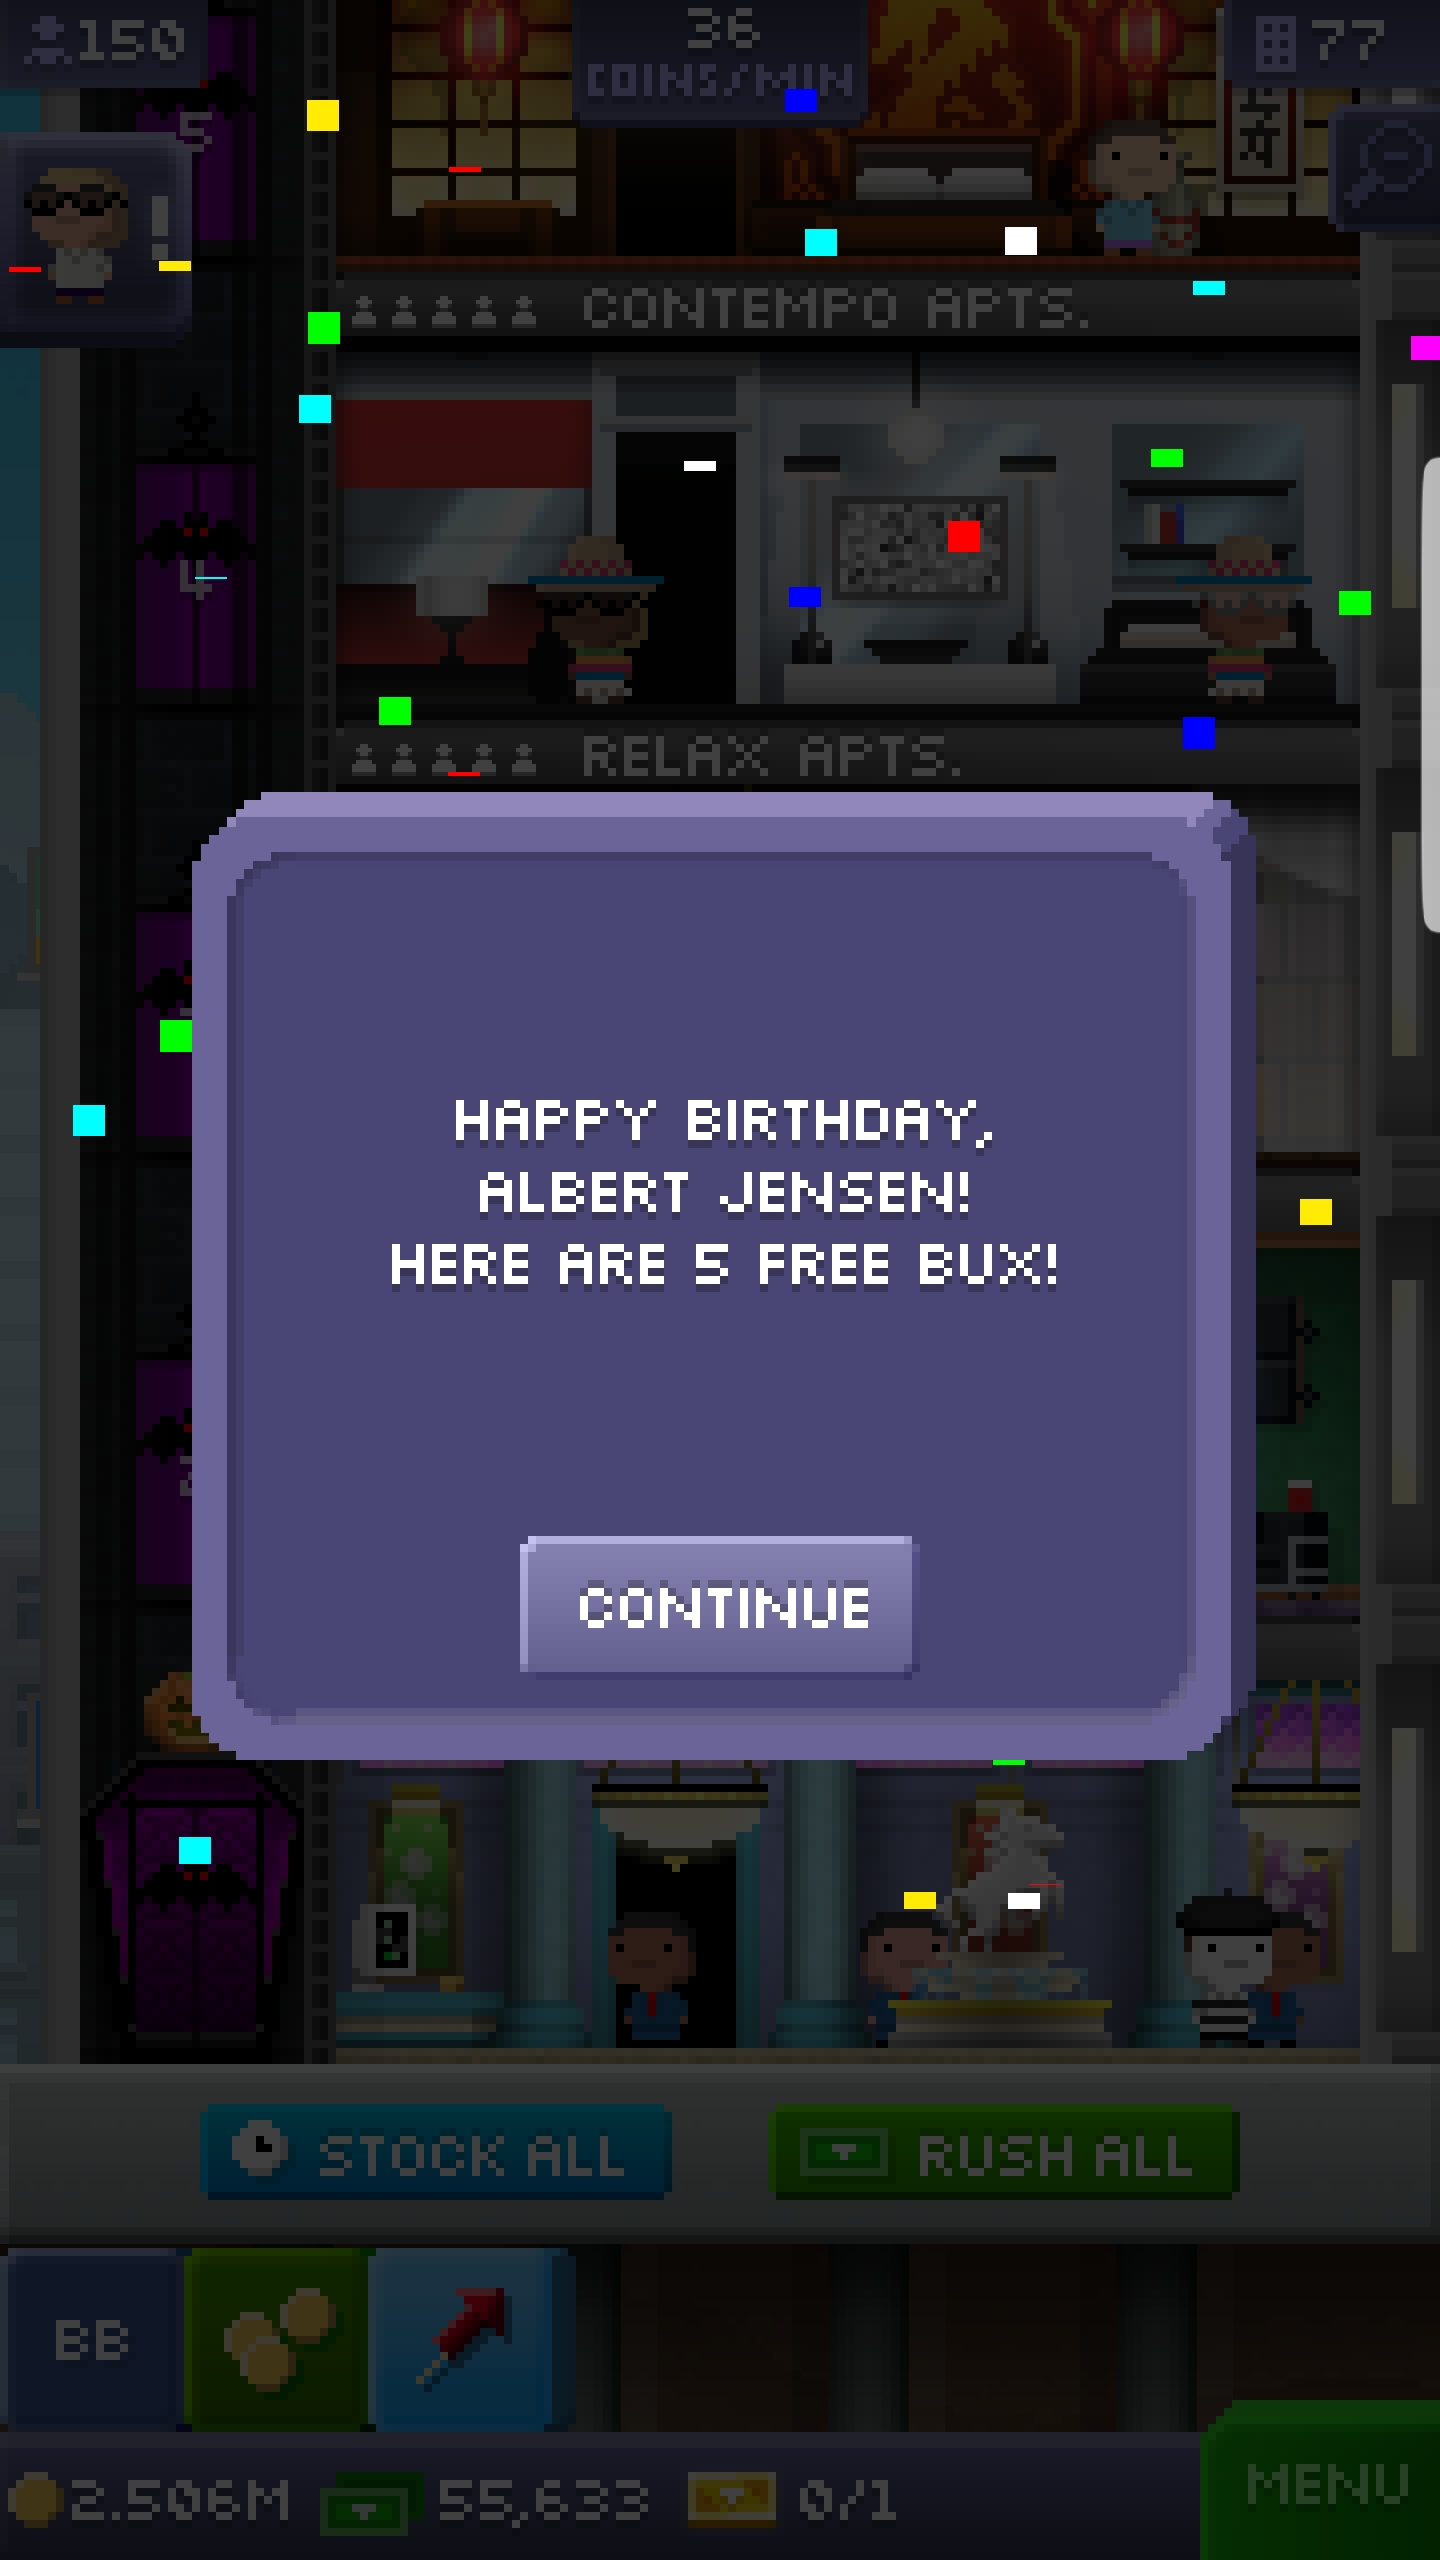 150
36
COINS/MIN
77
5
!
CONTEMPO APTS.
4
RELAX APTS.
HAPPY BIRTHDAY,
ALBERT JENSEN!
HERE ARE 5 FREE BUX!
CONTINUE
STOCK ALL
RUSH ALL
BB
2.506M
55,633
0/1
MENU